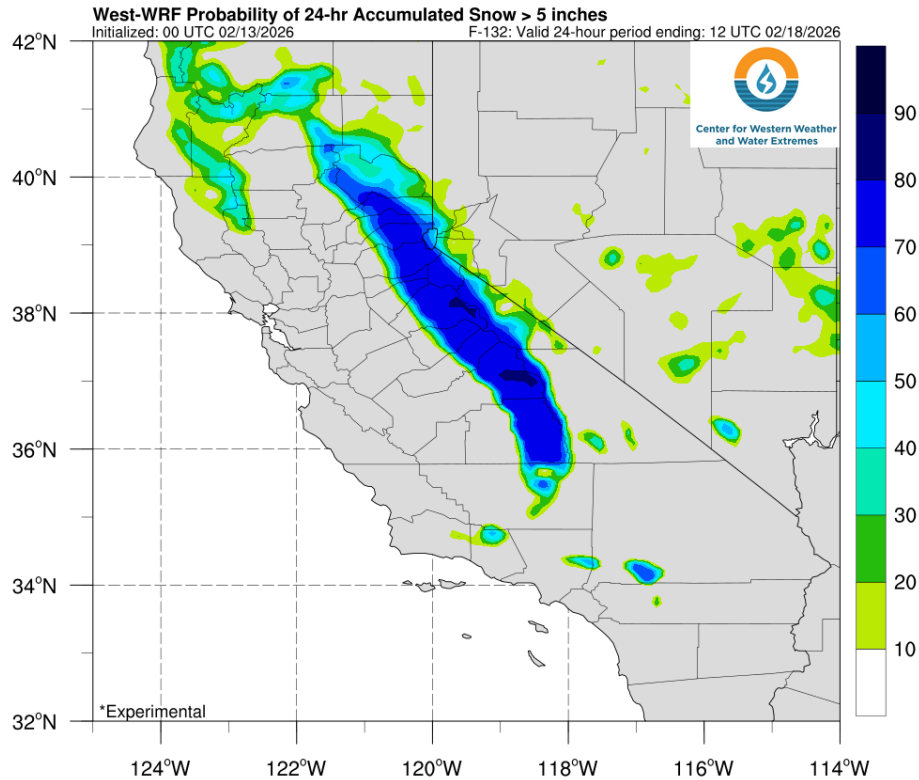 West-WRF Probability of 24-hr Accumulated Snow > 5 inches
Initialized: 00 UTC 02/13/2026 F-132: Valid 24-hour period ending: 12 UTC 02/18/2026
42°N
40°N
38°N
36°N
34°N
32°N
Center for Western Weather
and Water Extremes
90
80
70
60
50
40
30
20
10
*Experimental
124°W 122°W 120°W 118°W 116°W 114°W